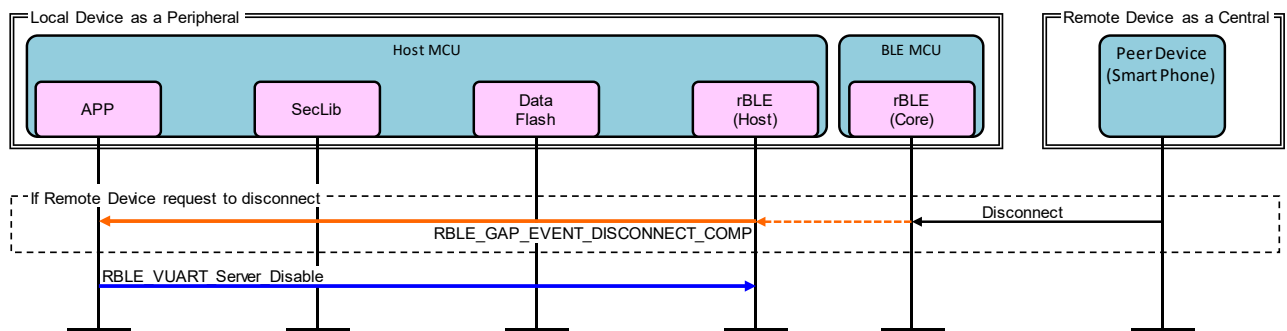 Local Device as a Peripheral
Remote Device as a Central
Host MCU
BLE MCU
Peer Device
(Smart Phone)
APP
SecLib
Data
Flash
rBLE
(Host)
rBLE
(Core)
If Remote Device request to disconnect
Disconnect
RBLE_GAP_EVENT_DISCONNECT_COMP
RBLE_VUART_Server_Disable